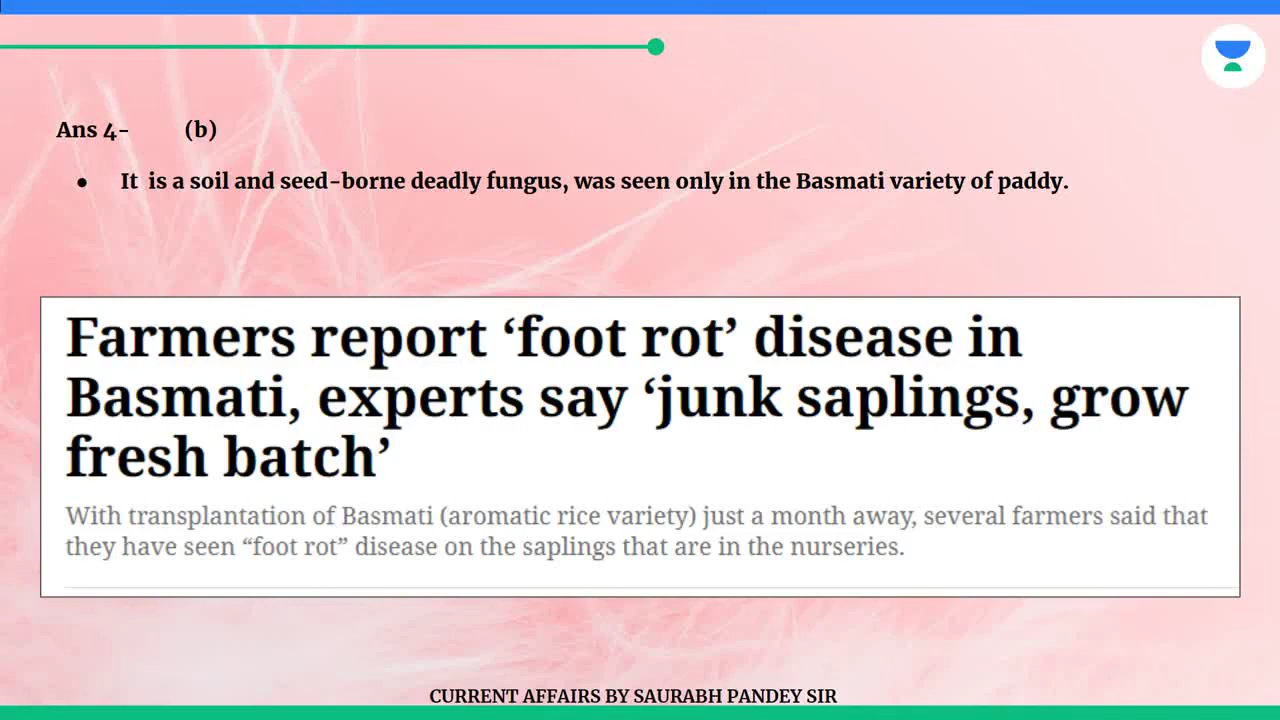 Ans 4- (b)
● It is a soil and seed-borne deadly fungus, was seen only in the Basmati variety of paddy.
Farmers report ‘foot rot’ disease in
Basmati, experts say ‘junk saplings, grow
fresh batch’
With transplantation of Basmati (aromatic rice variety) just a month away, several farmers said that
they have seen “foot rot” disease on the saplings that are in the nurseries.
CURRENT AFFAIRS BY SAURABH PANDEY SIR